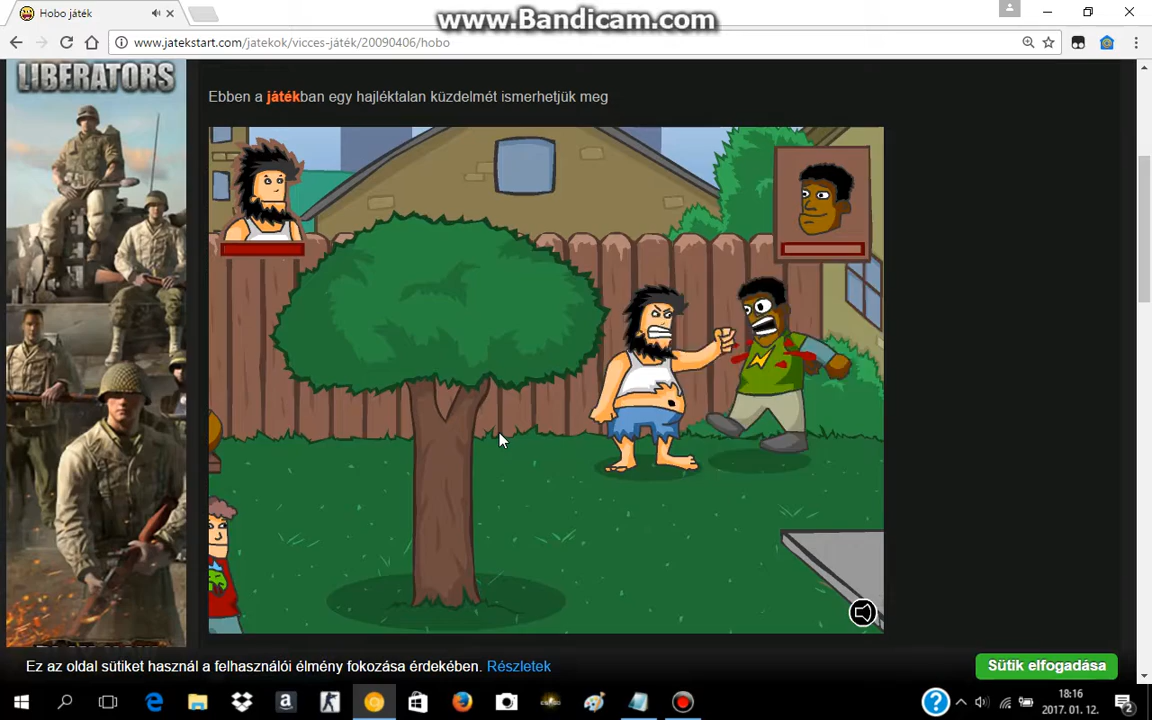 www.Bandicam.com
Hobo játék
www.jatekstart.com/jatekok/vicces-játék/20090406/hobo
LIBERATORS
Ebben a játékban egy hajléktalan küzdelmét ismerhetjük meg
Ez az oldal sütiket használ a felhasználói élmény fokozása érdekében. Részletek
Sütik elfogadása
18:16
2017. 01. 12.
2